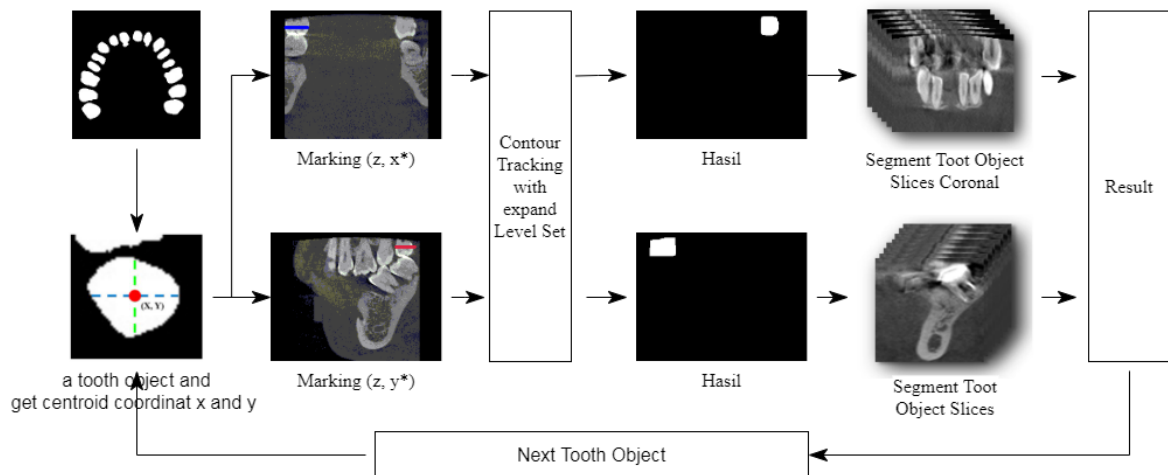 Marking (z, x*)
Contour
Tracking
with
expand
Level Set
Hasil
Segment Toot Object
Slices Coronal
Result
(X, Y)
a tooth object and
get centroid coordinat x and y
Marking (z, y*)
Hasil
Segment Toot
Object Slices
Next Tooth Object